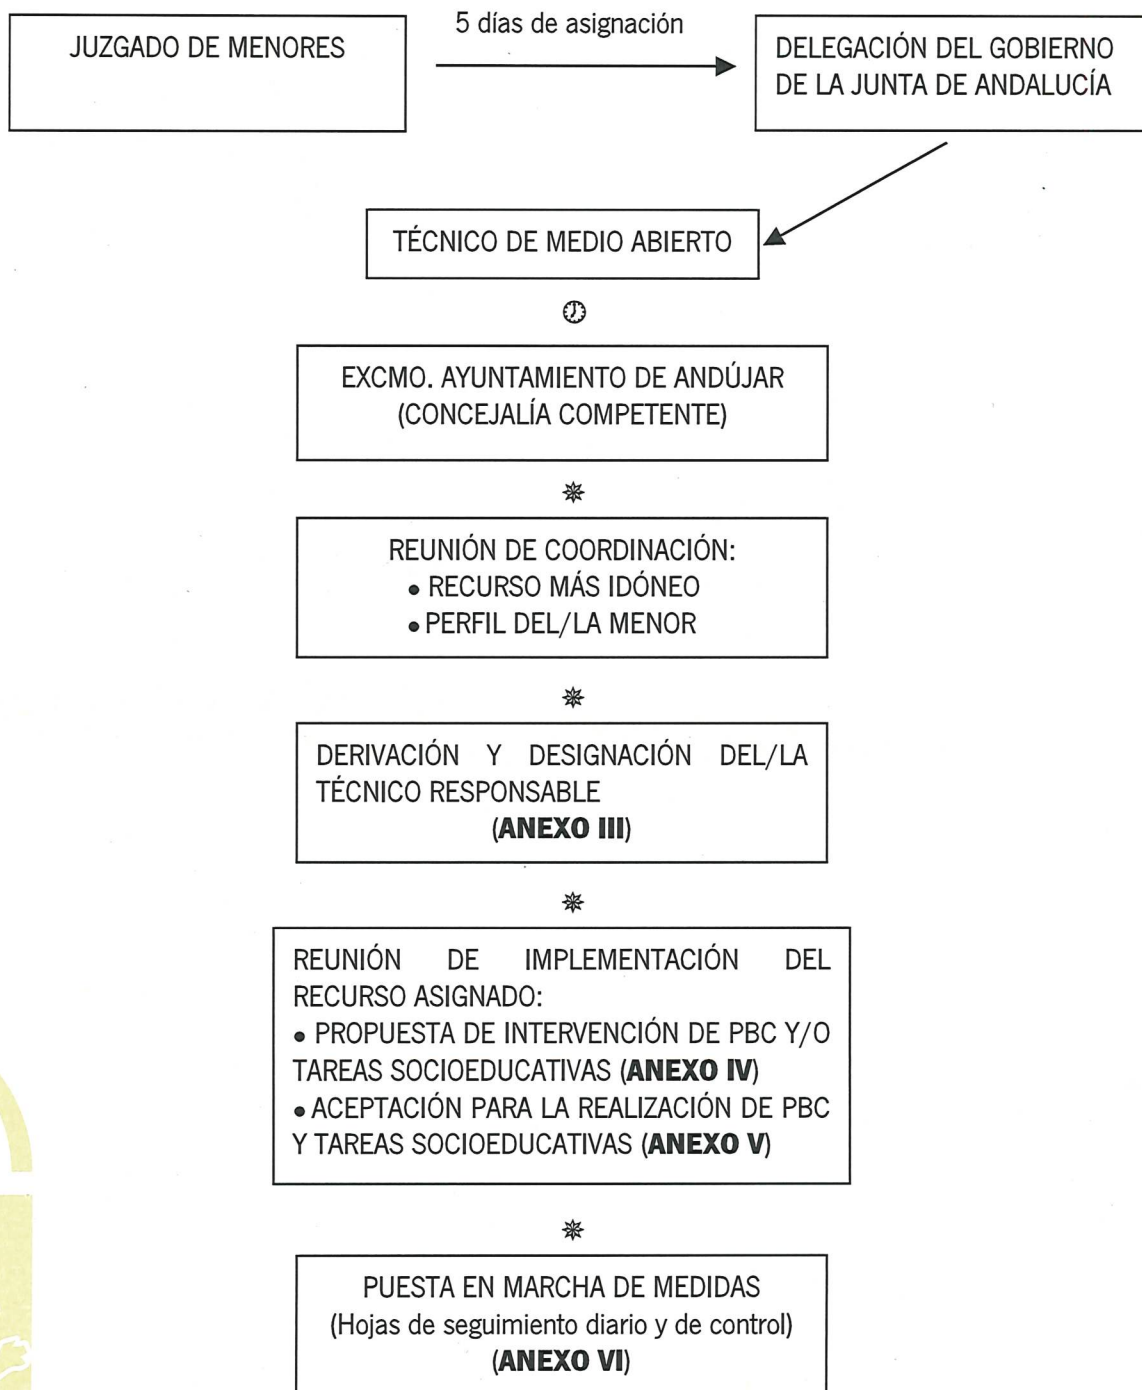 5 días de asignación
JUZGADO DE MENORES
DELEGACIÓN DEL GOBIERNO
DE LA JUNTA DE ANDALUCÍA
TÉCNICO DE MEDIO ABIERTO
EXCMO. AYUNTAMIENTO DE ANDÚJAR
(CONCEJALÍA COMPETENTE)
REUNIÓN DE COORDINACIÓN:
• RECURSO MÁS IDÓNEO
• PERFIL DEL/LA MENOR
DERIVACIÓN Y DESIGNACIÓN DEL/LA
TÉCNICO RESPONSABLE
(ANEXO III)
REUNIÓN DE IMPLEMENTACIÓN DEL
RECURSO ASIGNADO:
• PROPUESTA DE INTERVENCIÓN DE PBC Y/O
TAREAS SOCIOEDUCATIVAS (ANEXO IV)
• ACEPTACIÓN PARA LA REALIZACIÓN DE PBC
Y TAREAS SOCIOEDUCATIVAS (ANEXO V)
PUESTA EN MARCHA DE MEDIDAS
(Hojas de seguimiento diario y de control)
(ANEXO VI)